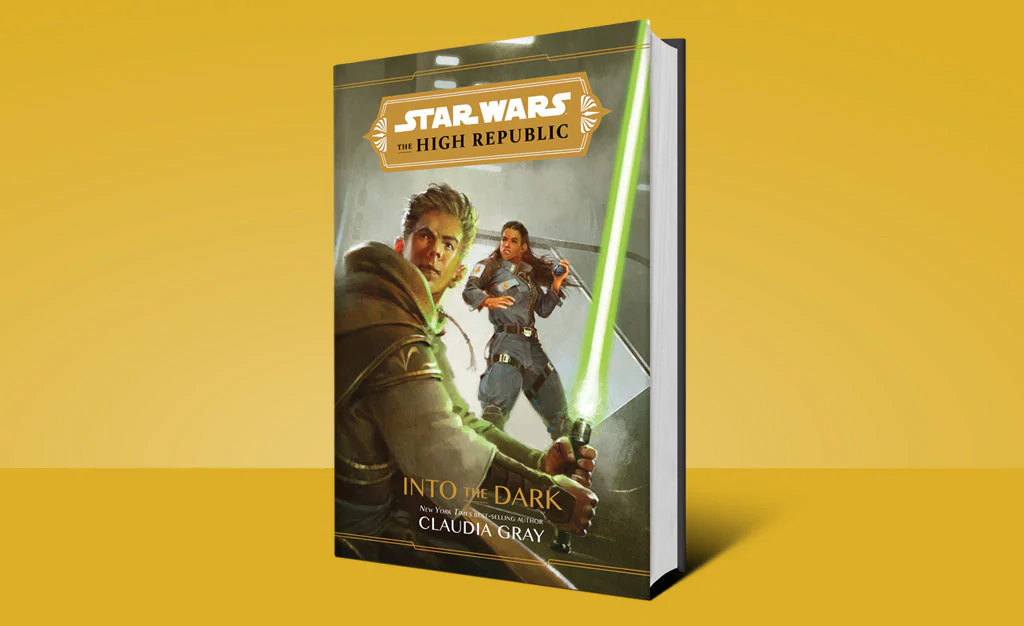 STAR WARS
THE HIGH REPUBLIC
INTO THE DARK
NEW YORK TIMES BEST-SELLING AUTHOR
CLAUDIA GRAY